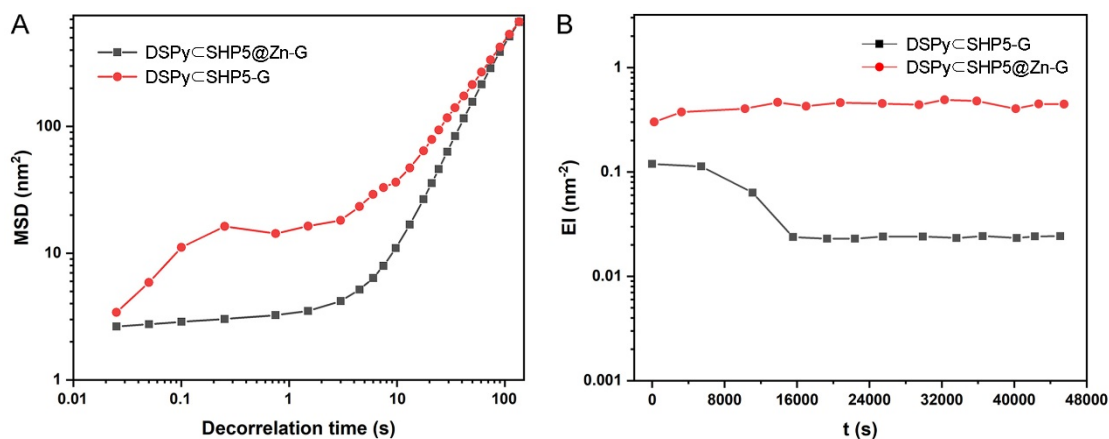 A
DSPy⊂SHP5@Zn-G
DSPy⊂SHP5-G
MSD (nm²)
100
10
1
0.01 0.1 1 10 100
Decorrelation time (s)
B
DSPy⊂SHP5-G
DSPy⊂SHP5@Zn-G
EI (nm⁻²)
1
0.1
0.01
0.001
0 8000 16000 24000 32000 40000 48000
t (s)